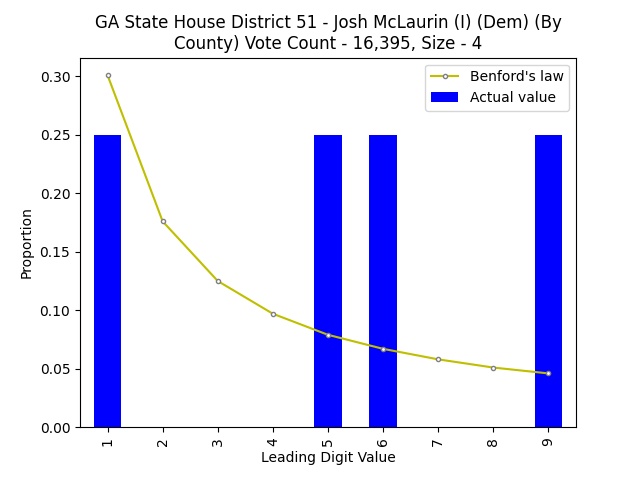 GA State House District 51 - Josh McLaurin (I) (Dem) (By
County) Vote Count - 16,395, Size - 4
Benford's law
Actual value
0.30
0.25
0.20
0.15
0.10
0.05
0.00
Proportion
1 2 3 4 5 6 7 8 9
Leading Digit Value